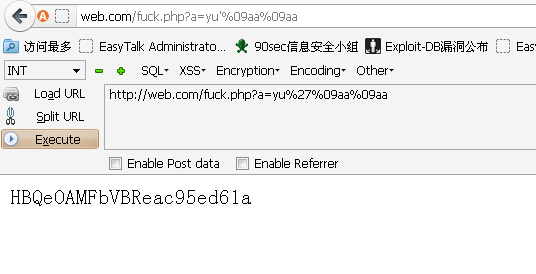 web.com/fuck.php?a=yu'%09aa%09aa
访问最多 EasyTalk Administrato... 90sec信息安全小组 Exploit-DB漏洞公布 Ea
INT SQL XSS Encryption Encoding Other
Load URL http://web.com/fuck.php?a=yu%27%09aa%09aa
Split URL
Execute
Enable Post data Enable Referrer
HBQeOAMFbVBReac95ed61a